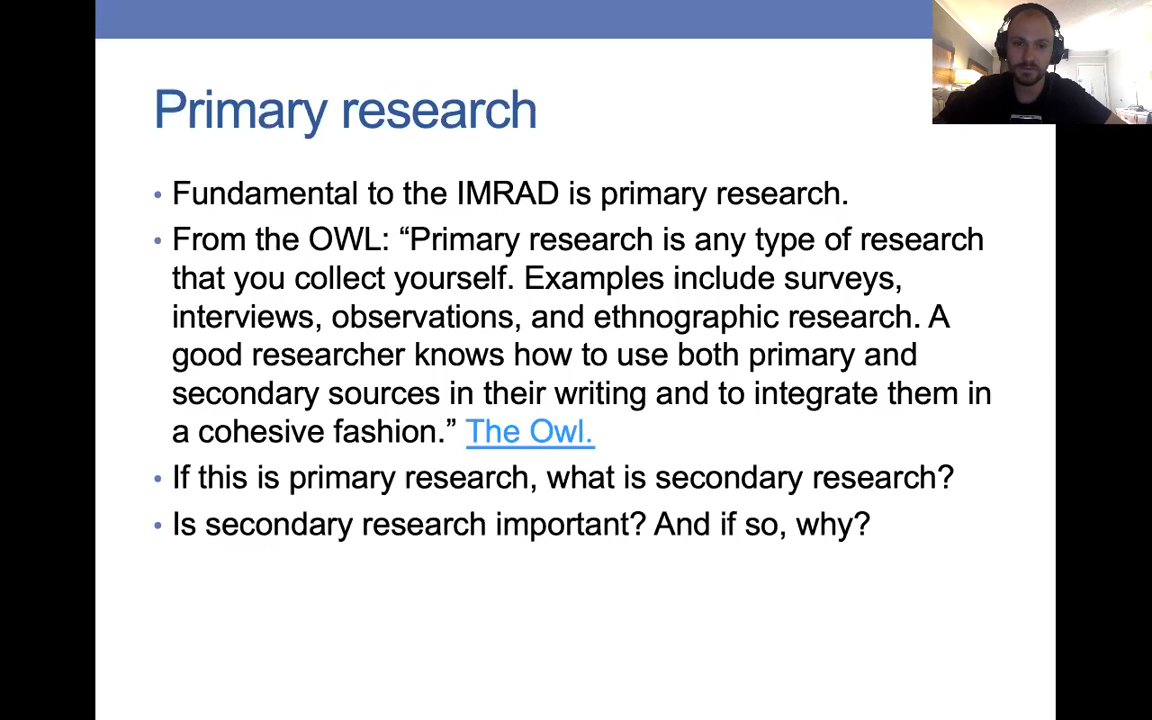 Primary research
• Fundamental to the IMRAD is primary research.
• From the OWL: “Primary research is any type of research
that you collect yourself. Examples include surveys,
interviews, observations, and ethnographic research. A
good researcher knows how to use both primary and
secondary sources in their writing and to integrate them in
a cohesive fashion.” The Owl.
• If this is primary research, what is secondary research?
• Is secondary research important? And if so, why?